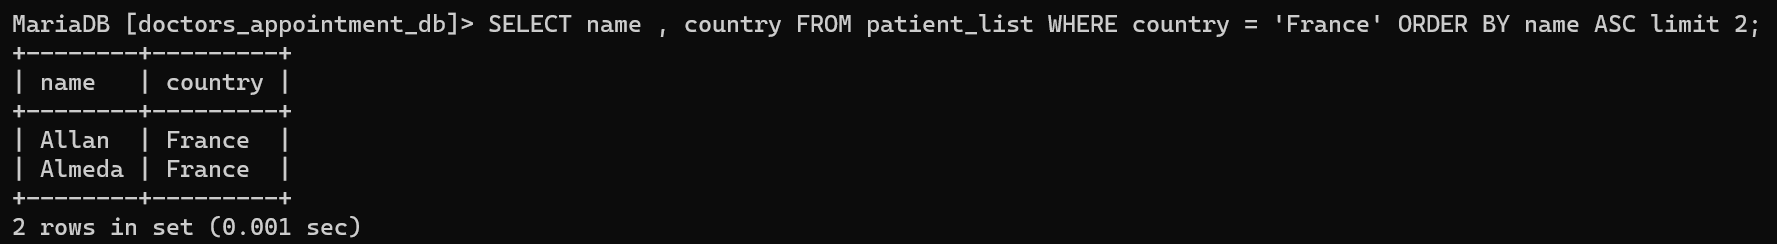 MariaDB [doctors_appointment_db]> SELECT name , country FROM patient_list WHERE country = 'France' ORDER BY name ASC limit 2;
+--------+---------+
| name   | country |
+--------+---------+
| Allan  | France  |
| Almeda | France  |
+--------+---------+
2 rows in set (0.001 sec)